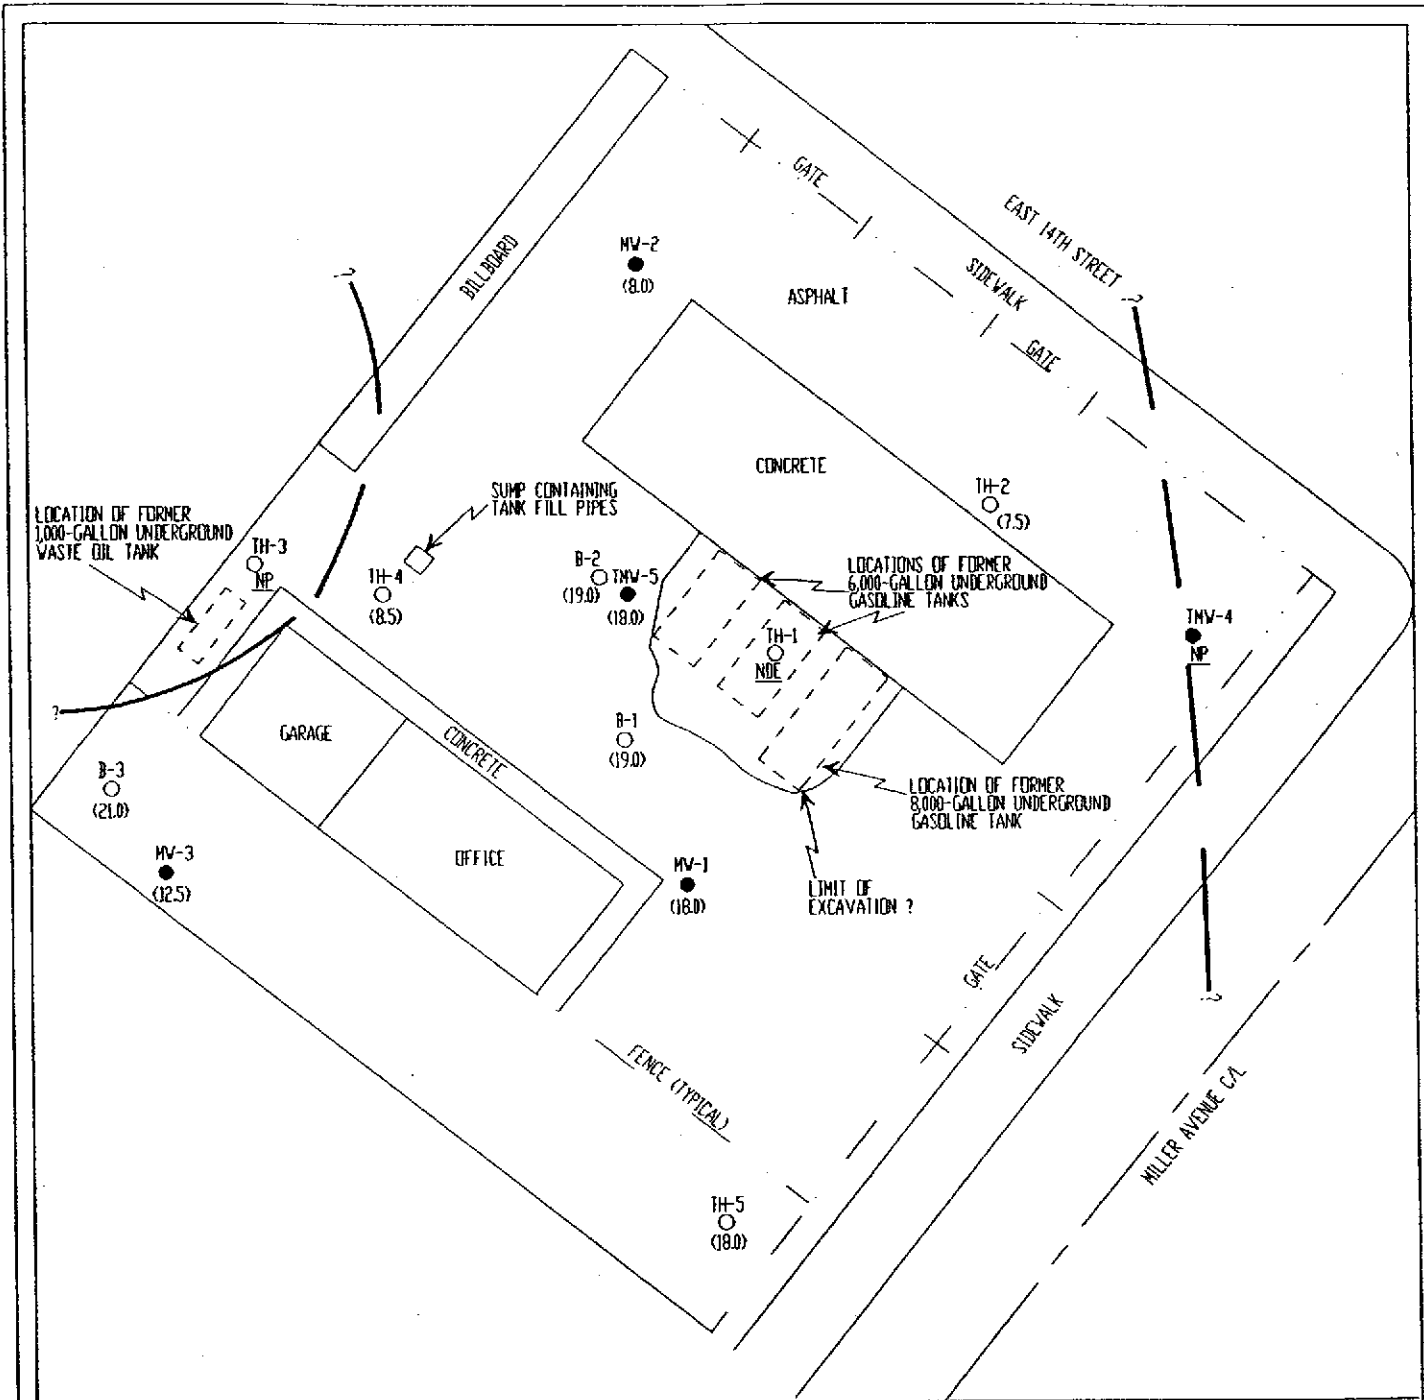 GATE
EAST 14TH STREET
?
SIDEWALK
MW-2
(8.0)
BILLBOARD
ASPHALT
?
GATE
CONCRETE
TH-2
(7.5)
SUMP CONTAINING
TANK FILL PIPES
LOCATION OF FORMER
1,000-GALLON UNDERGROUND
WASTE OIL TANK
TH-3
NP
TH-4
(8.5)
B-2
(19.0)
TMW-5
(18.0)
LOCATIONS OF FORMER
6,000-GALLON UNDERGROUND
GASOLINE TANKS
TH-1
NDE
TMW-4
NP
?
GARAGE
CONCRETE
B-1
(19.0)
B-3
(21.0)
LOCATION OF FORMER
8,000-GALLON UNDERGROUND
GASOLINE TANK
MW-3
(12.5)
OFFICE
MW-1
(18.0)
LIMIT OF
EXCAVATION ?
GATE
?
SIDEWALK
FENCE (TYPICAL)
MILLER AVENUE C/L
TH-5
(18.0)